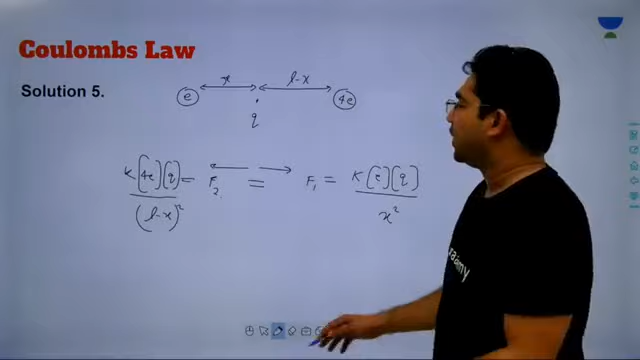 Coulombs Law
Solution 5.
x l-x
e 4e
q
K[4e][q] = F₂ = F₁ = K[e][q]
(l-x)² x²